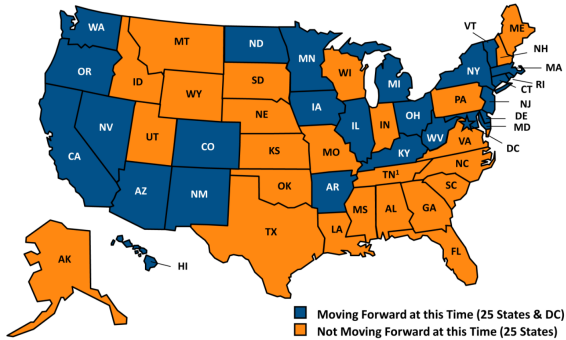 WA
VT
ME
MT
ND
OR
MN
NH
ID
SD
WI
NY
MA
WY
MI
RI
CT
IA
PA
NJ
NE
NV
OH
DE
UT
IL
IN
MD
CO
WV
VA
CA
KS
MO
KY
DC
NC
TN¹
OK
AZ
NM
AR
SC
MS
AL
GA
TX
LA
FL
AK
HI
Moving Forward at this Time (25 States & DC)
Not Moving Forward at this Time (25 States)